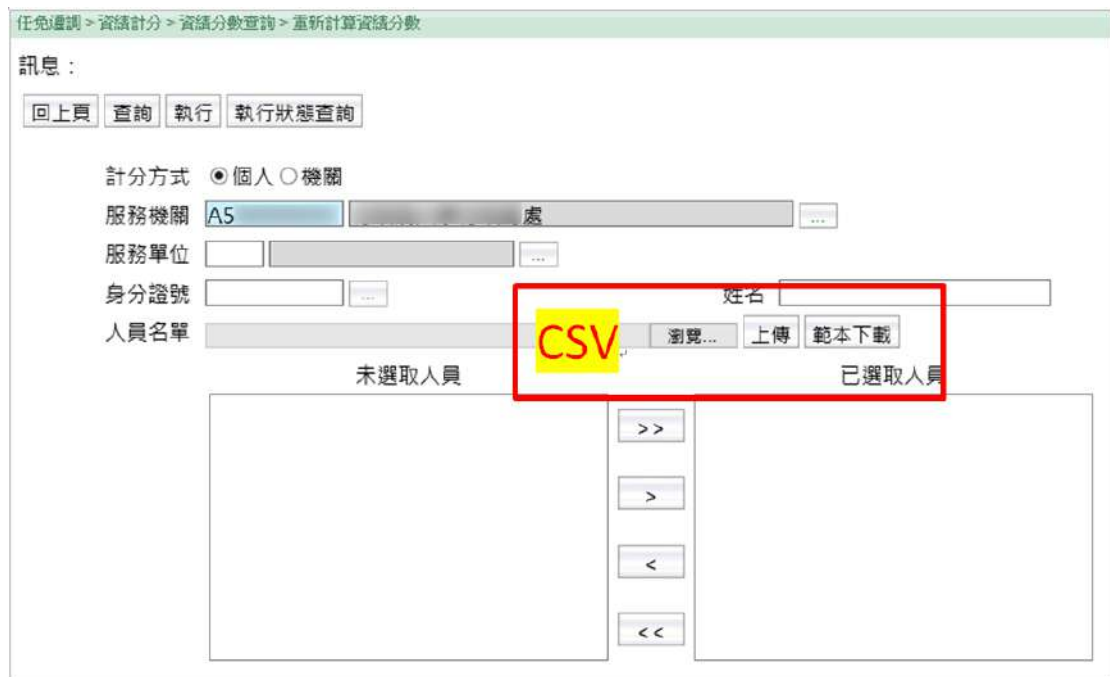 任免遷調 > 資績計分 > 資績分數查詢 > 重新計算資績分數
訊息：
回上頁 查詢 執行 執行狀態查詢
計分方式 個人 機關
服務機關 A5 處 ...
服務單位 ...
身分證號 ... 姓名
人員名單 CSV 瀏覽... 上傳 範本下載
未選取人員 已選取人員
>>
>
<
<<